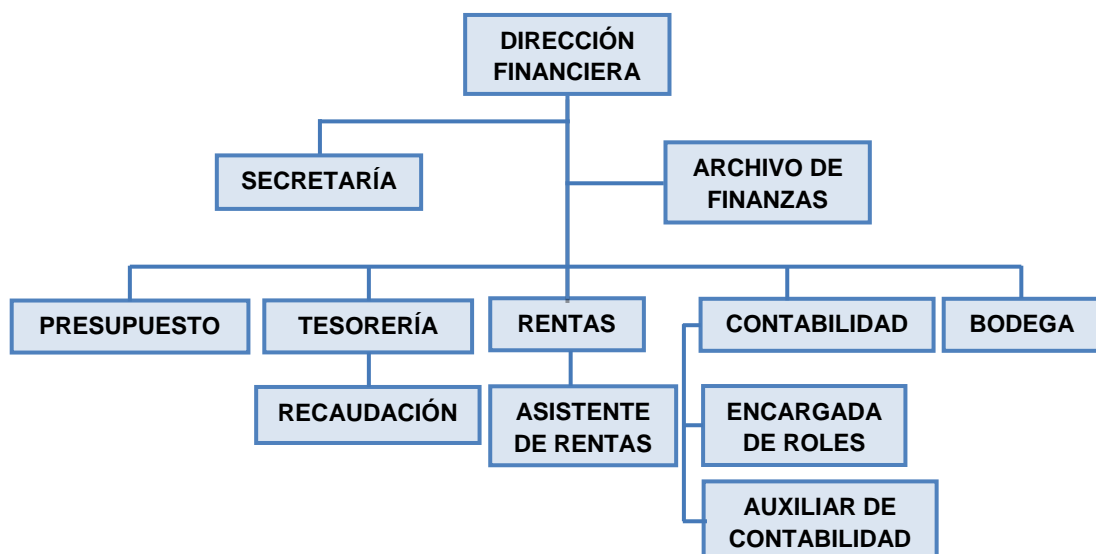 DIRECCIÓN
FINANCIERA
SECRETARÍA
ARCHIVO DE
FINANZAS
PRESUPUESTO
TESORERÍA
RENTAS
CONTABILIDAD
BODEGA
RECAUDACIÓN
ASISTENTE
DE RENTAS
ENCARGADA
DE ROLES
AUXILIAR DE
CONTABILIDAD